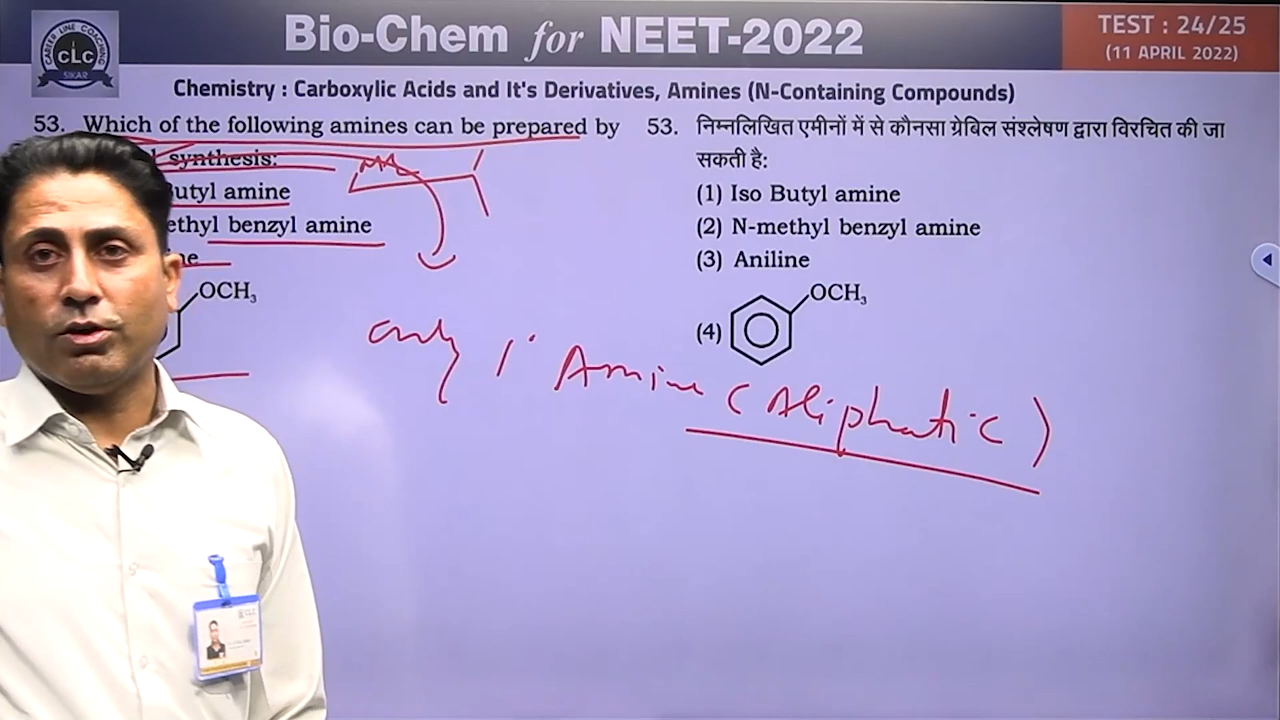 Bio-Chem for NEET-2022
TEST : 24/25
(11 APRIL 2022)
CAREER LINE COACHING
CLC
SIKAR
Chemistry : Carboxylic Acids and It's Derivatives, Amines (N-Containing Compounds)
53. Which of the following amines can be prepared by
synthesis:
utyl amine
ethyl benzyl amine
ne
OCH₃
53. निम्नलिखित एमीनों में से कौनसा ग्रेबिल संश्लेषण द्वारा विरचित की जा
सकती है:
(1) Iso Butyl amine
(2) N-methyl benzyl amine
(3) Aniline
OCH₃
(4)
only 1° Amine (Aliphatic)